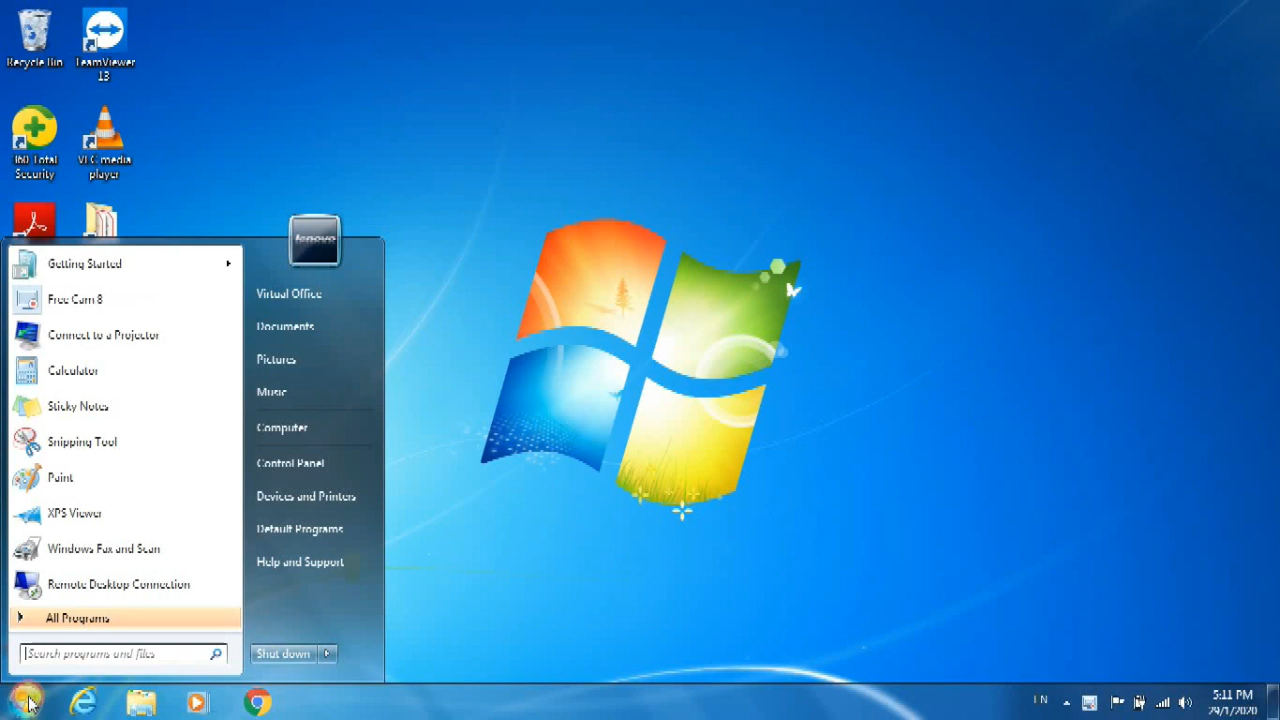 Recycle Bin
TeamViewer
13
360 Total
Security
VLC media
player
lenovo
Getting Started
Free Cam 8
Connect to a Projector
Calculator
Sticky Notes
Snipping Tool
Paint
XPS Viewer
Windows Fax and Scan
Remote Desktop Connection
All Programs
Search programs and files
Virtual Office
Documents
Pictures
Music
Computer
Control Panel
Devices and Printers
Default Programs
Help and Support
Shut down
EN
5:11 PM
29/1/2020